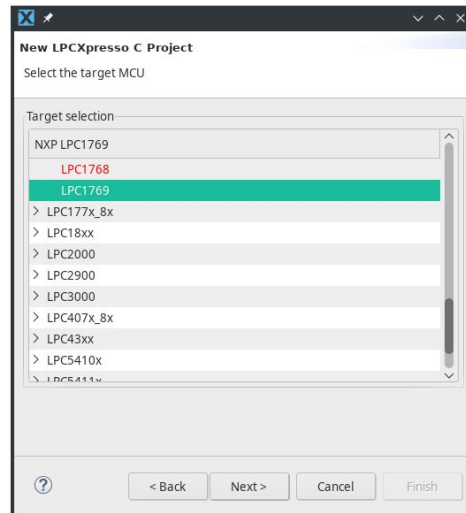 New LPCXpresso C Project
Select the target MCU
Target selection
NXP LPC1769
LPC1768
LPC1769
> LPC177x_8x
> LPC18xx
> LPC2000
> LPC2900
> LPC3000
> LPC407x_8x
> LPC43xx
> LPC5410x
> LPC5411x
? < Back Next > Cancel Finish